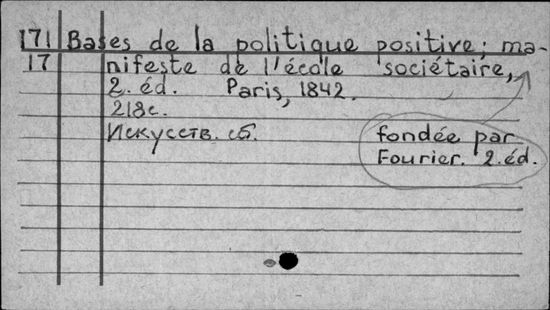 171 Bases de la politique positive; ma-
17 nifeste de l'école sociétaire,
2. éd. Paris, 1842.
218с.
Искусств. сб.
fondée par
Fourier. 2.éd.